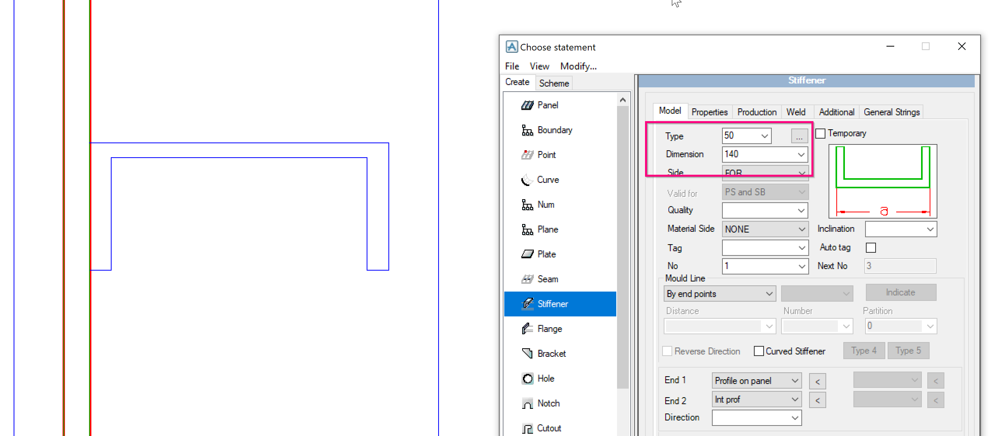 Choose statement
File View Modify...
Create Scheme
Stiffener
Panel
Boundary
Point
Curve
Num
Plane
Plate
Seam
Stiffener
Flange
Bracket
Hole
Notch
Cutout
Model Properties Production Weld Additional General Strings
Type 50 ... Temporary
Dimension 140
Side FOR
Valid for PS and SB
a
Quality
Material Side NONE Inclination
Tag Auto tag
No 1 Next No 3
Mould Line
By end points Indicate
Distance Number Partition
0
Reverse Direction Curved Stiffener Type 4 Type 5
End 1 Profile on panel < <
End 2 Int prof < <
Direction